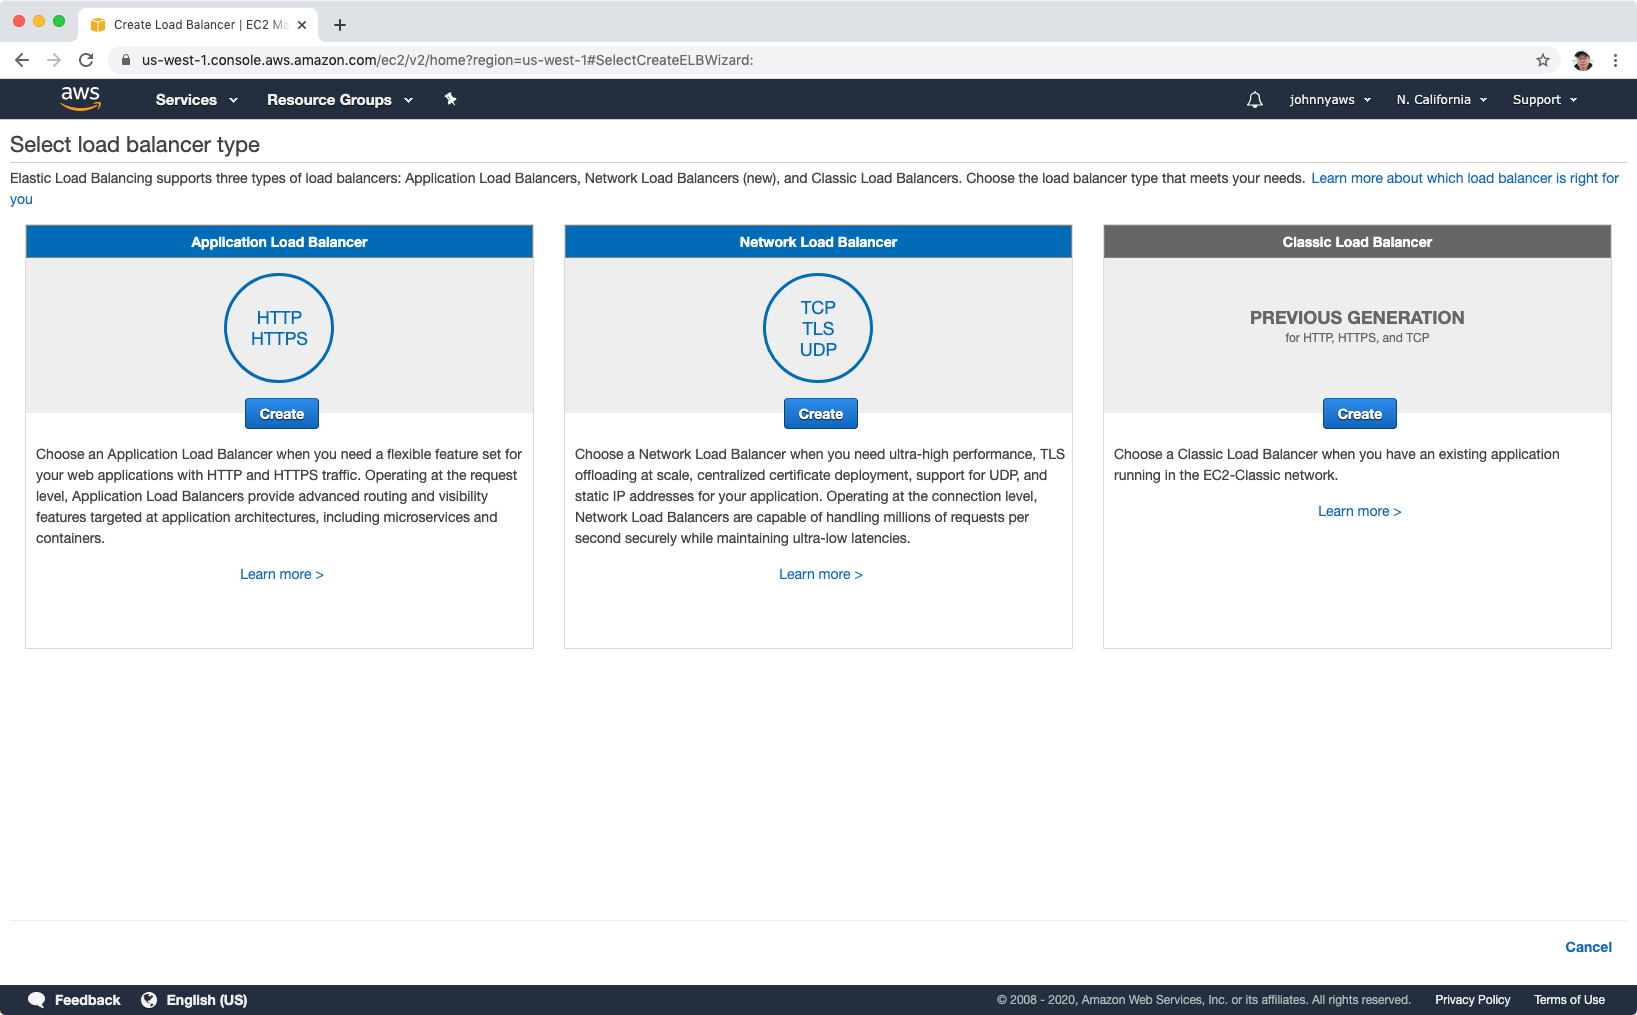 Create Load Balancer | EC2 Ma
us-west-1.console.aws.amazon.com/ec2/v2/home?region=us-west-1#SelectCreateELBWizard:
aws
Services
Resource Groups
johnnyaws
N. California
Support
Select load balancer type
Elastic Load Balancing supports three types of load balancers: Application Load Balancers, Network Load Balancers (new), and Classic Load Balancers. Choose the load balancer type that meets your needs. Learn more about which load balancer is right for
you
Application Load Balancer
HTTP
HTTPS
Create
Choose an Application Load Balancer when you need a flexible feature set for
your web applications with HTTP and HTTPS traffic. Operating at the request
level, Application Load Balancers provide advanced routing and visibility
features targeted at application architectures, including microservices and
containers.
Learn more >
Network Load Balancer
TCP
TLS
UDP
Create
Choose a Network Load Balancer when you need ultra-high performance, TLS
offloading at scale, centralized certificate deployment, support for UDP, and
static IP addresses for your application. Operating at the connection level,
Network Load Balancers are capable of handling millions of requests per
second securely while maintaining ultra-low latencies.
Learn more >
Classic Load Balancer
PREVIOUS GENERATION
for HTTP, HTTPS, and TCP
Create
Choose a Classic Load Balancer when you have an existing application
running in the EC2-Classic network.
Learn more >
Cancel
Feedback
English (US)
© 2008 - 2020, Amazon Web Services, Inc. or its affiliates. All rights reserved.
Privacy Policy
Terms of Use